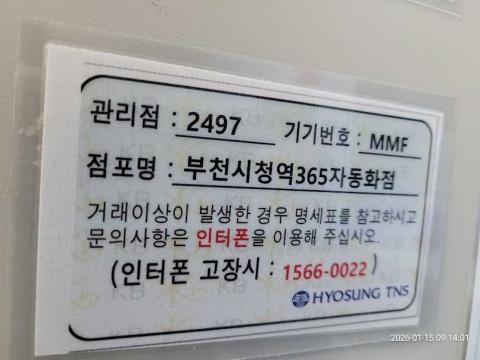 관리점 : 2497 기기번호 : MMF
점포명 : 부천시청역365자동화점
거래이상이 발생한 경우 명세표를 참고하시고
문의사항은 인터폰을 이용해 주십시오.
(인터폰 고장시 : 1566-0022)
HYOSUNG TNS
2026-01-15 09:14:01